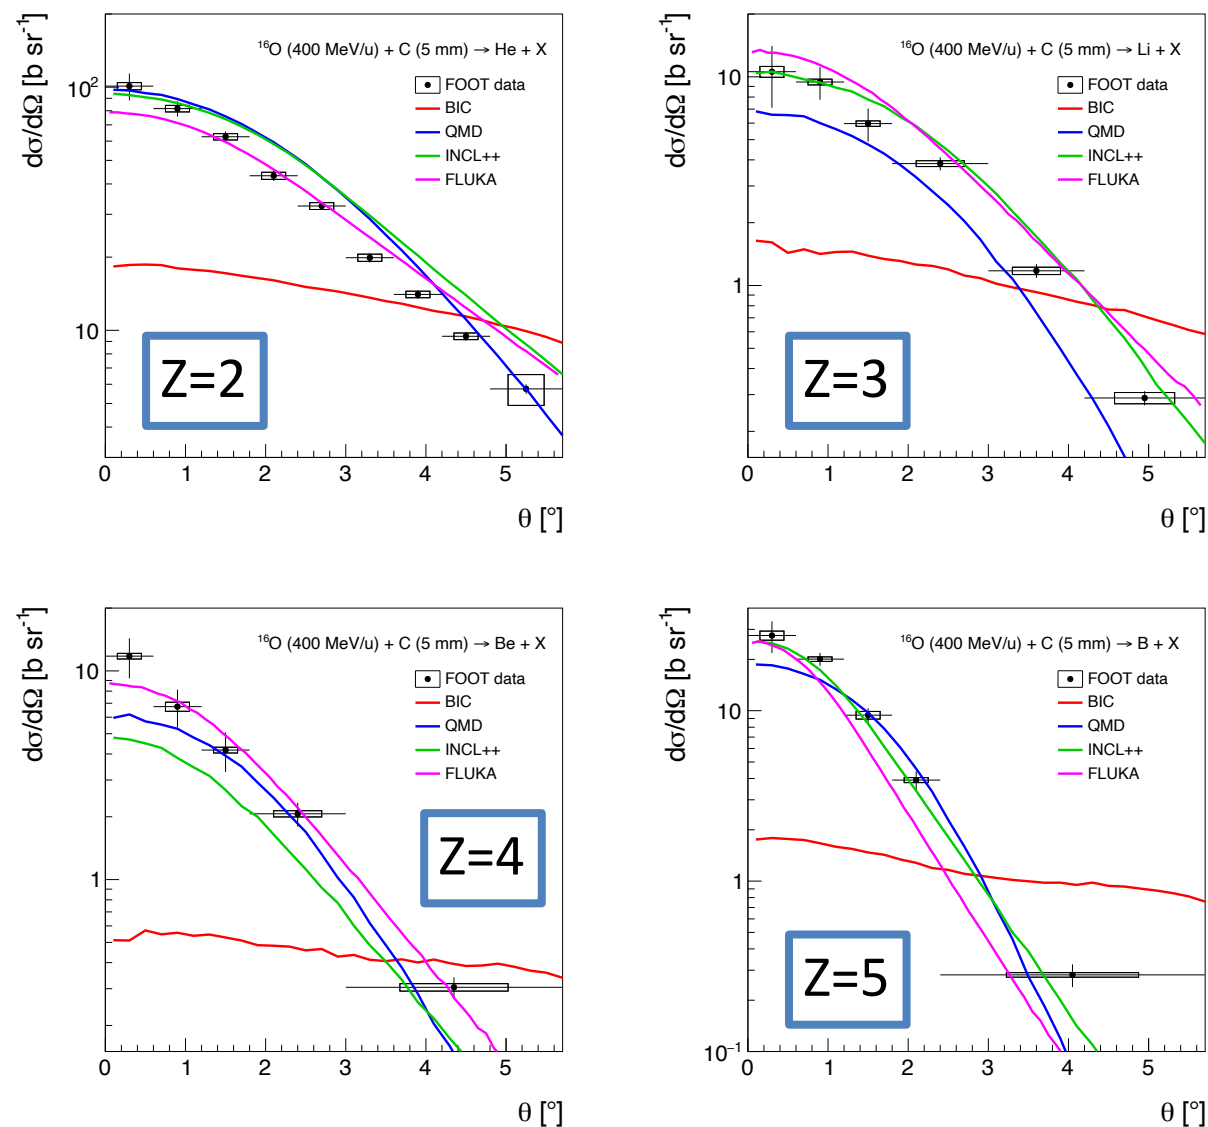 dσ/dΩ [b sr⁻¹]
¹⁶O (400 MeV/u) + C (5 mm) → He + X
FOOT data
BIC
QMD
INCL++
FLUKA
10²
10
Z=2
0 1 2 3 4 5
θ [°]
dσ/dΩ [b sr⁻¹]
¹⁶O (400 MeV/u) + C (5 mm) → Li + X
FOOT data
BIC
QMD
INCL++
FLUKA
10
1
Z=3
0 1 2 3 4 5
θ [°]
dσ/dΩ [b sr⁻¹]
¹⁶O (400 MeV/u) + C (5 mm) → Be + X
FOOT data
BIC
QMD
INCL++
FLUKA
10
1
Z=4
0 1 2 3 4 5
θ [°]
dσ/dΩ [b sr⁻¹]
¹⁶O (400 MeV/u) + C (5 mm) → B + X
FOOT data
BIC
QMD
INCL++
FLUKA
10
1
10⁻¹
Z=5
0 1 2 3 4 5
θ [°]